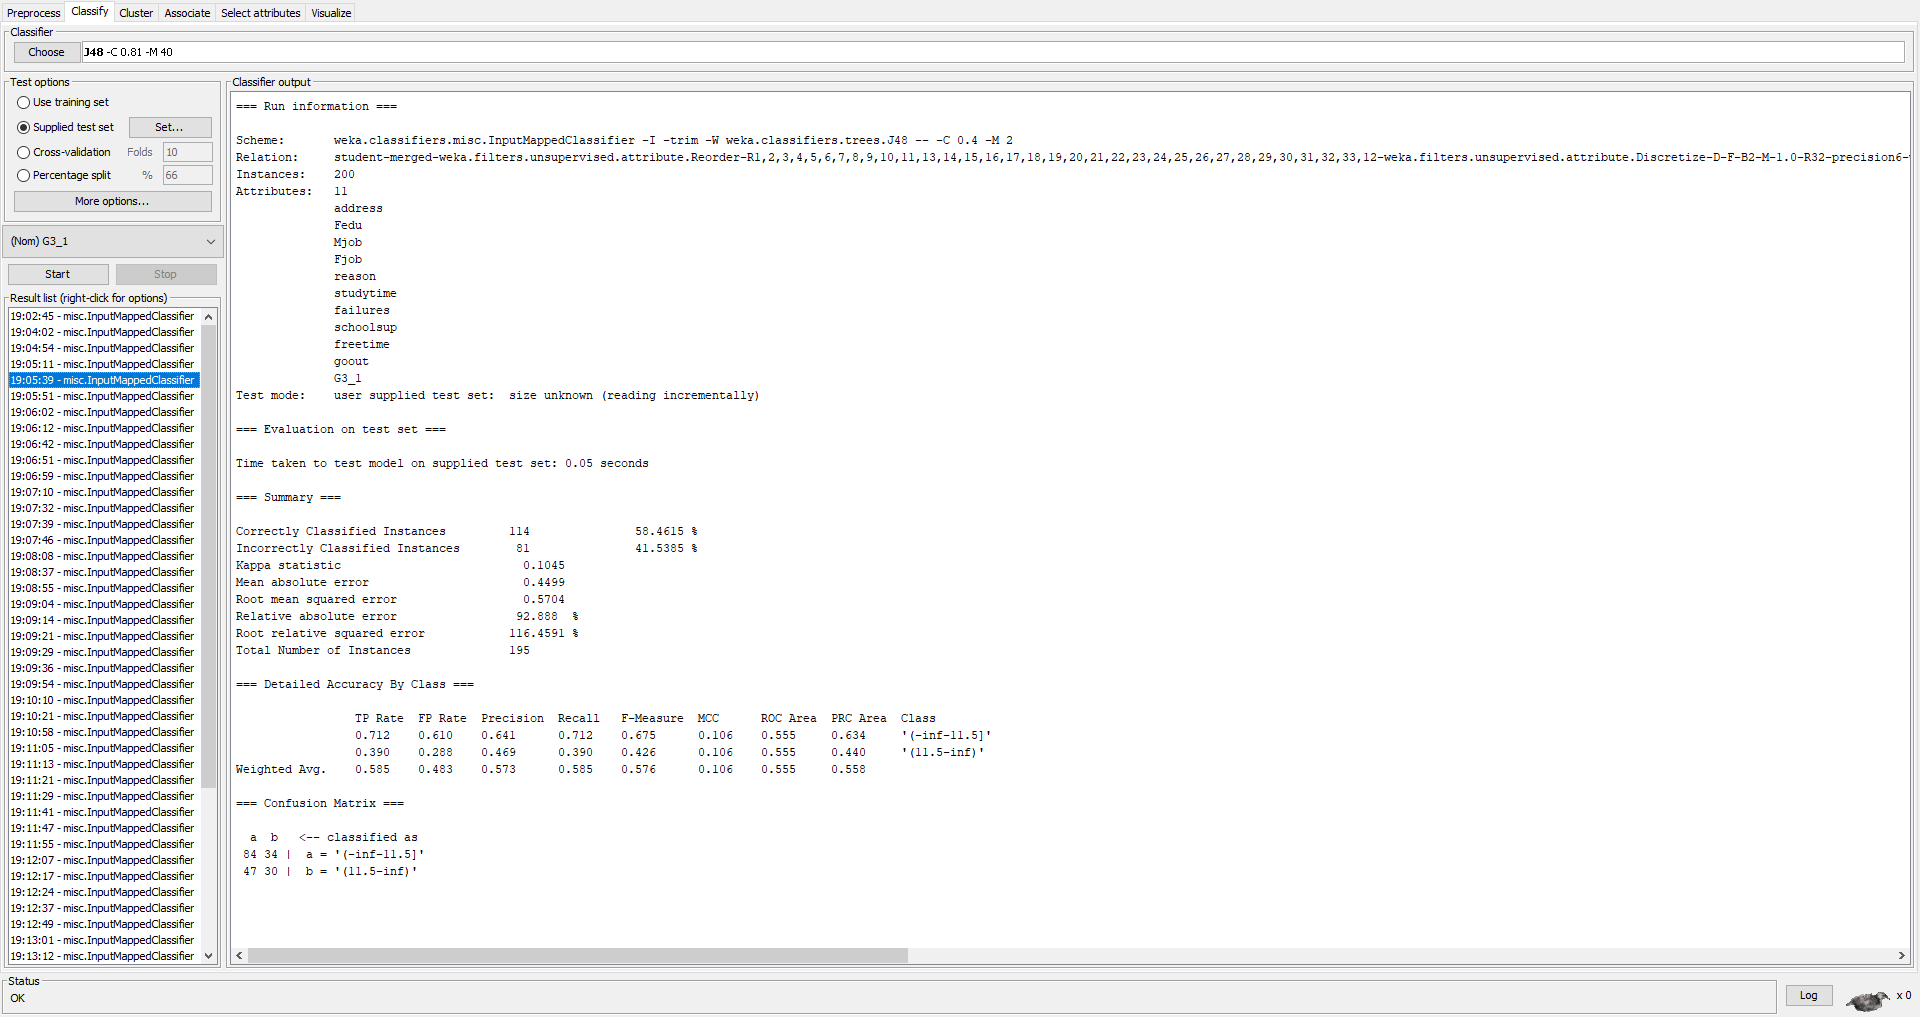 Preprocess Classify Cluster Associate Select attributes Visualize
Classifier
Choose J48 -C 0.81 -M 40
Test options
Use training set
Supplied test set Set...
Cross-validation Folds 10
Percentage split % 66
More options...
(Nom) G3_1
Start Stop
Result list (right-click for options)
19:02:45 - misc.InputMappedClassifier
19:04:02 - misc.InputMappedClassifier
19:04:54 - misc.InputMappedClassifier
19:05:11 - misc.InputMappedClassifier
19:05:39 - misc.InputMappedClassifier
19:05:51 - misc.InputMappedClassifier
19:06:02 - misc.InputMappedClassifier
19:06:12 - misc.InputMappedClassifier
19:06:42 - misc.InputMappedClassifier
19:06:51 - misc.InputMappedClassifier
19:06:59 - misc.InputMappedClassifier
19:07:10 - misc.InputMappedClassifier
19:07:32 - misc.InputMappedClassifier
19:07:39 - misc.InputMappedClassifier
19:07:46 - misc.InputMappedClassifier
19:08:08 - misc.InputMappedClassifier
19:08:37 - misc.InputMappedClassifier
19:08:55 - misc.InputMappedClassifier
19:09:04 - misc.InputMappedClassifier
19:09:14 - misc.InputMappedClassifier
19:09:21 - misc.InputMappedClassifier
19:09:29 - misc.InputMappedClassifier
19:09:36 - misc.InputMappedClassifier
19:09:54 - misc.InputMappedClassifier
19:10:10 - misc.InputMappedClassifier
19:10:21 - misc.InputMappedClassifier
19:10:58 - misc.InputMappedClassifier
19:11:05 - misc.InputMappedClassifier
19:11:13 - misc.InputMappedClassifier
19:11:21 - misc.InputMappedClassifier
19:11:29 - misc.InputMappedClassifier
19:11:41 - misc.InputMappedClassifier
19:11:47 - misc.InputMappedClassifier
19:11:55 - misc.InputMappedClassifier
19:12:07 - misc.InputMappedClassifier
19:12:17 - misc.InputMappedClassifier
19:12:24 - misc.InputMappedClassifier
19:12:37 - misc.InputMappedClassifier
19:12:49 - misc.InputMappedClassifier
19:13:01 - misc.InputMappedClassifier
19:13:12 - misc.InputMappedClassifier
Classifier output
=== Run information ===
Scheme: weka.classifiers.misc.InputMappedClassifier -I -trim -W weka.classifiers.trees.J48 -- -C 0.4 -M 2
Relation: student-merged-weka.filters.unsupervised.attribute.Reorder-R1,2,3,4,5,6,7,8,9,10,11,13,14,15,16,17,18,19,20,21,22,23,24,25,26,27,28,29,30,31,32,33,12-weka.filters.unsupervised.attribute.Discretize-D-F-B2-M-1.0-R32-precision6-
Instances: 200
Attributes: 11
address
Fedu
Mjob
Fjob
reason
studytime
failures
schoolsup
freetime
goout
G3_1
Test mode: user supplied test set: size unknown (reading incrementally)
=== Evaluation on test set ===
Time taken to test model on supplied test set: 0.05 seconds
=== Summary ===
Correctly Classified Instances 114 58.4615 %
Incorrectly Classified Instances 81 41.5385 %
Kappa statistic 0.1045
Mean absolute error 0.4499
Root mean squared error 0.5704
Relative absolute error 92.888 %
Root relative squared error 116.4591 %
Total Number of Instances 195
=== Detailed Accuracy By Class ===
TP Rate FP Rate Precision Recall F-Measure MCC ROC Area PRC Area Class
0.712 0.610 0.641 0.712 0.675 0.106 0.555 0.634 '(-inf-11.5]'
0.390 0.288 0.469 0.390 0.426 0.106 0.555 0.440 '(11.5-inf)'
Weighted Avg. 0.585 0.483 0.573 0.585 0.576 0.106 0.555 0.558
=== Confusion Matrix ===
a b <-- classified as
84 34 | a = '(-inf-11.5]'
47 30 | b = '(11.5-inf)'
Status
OK
Log x 0